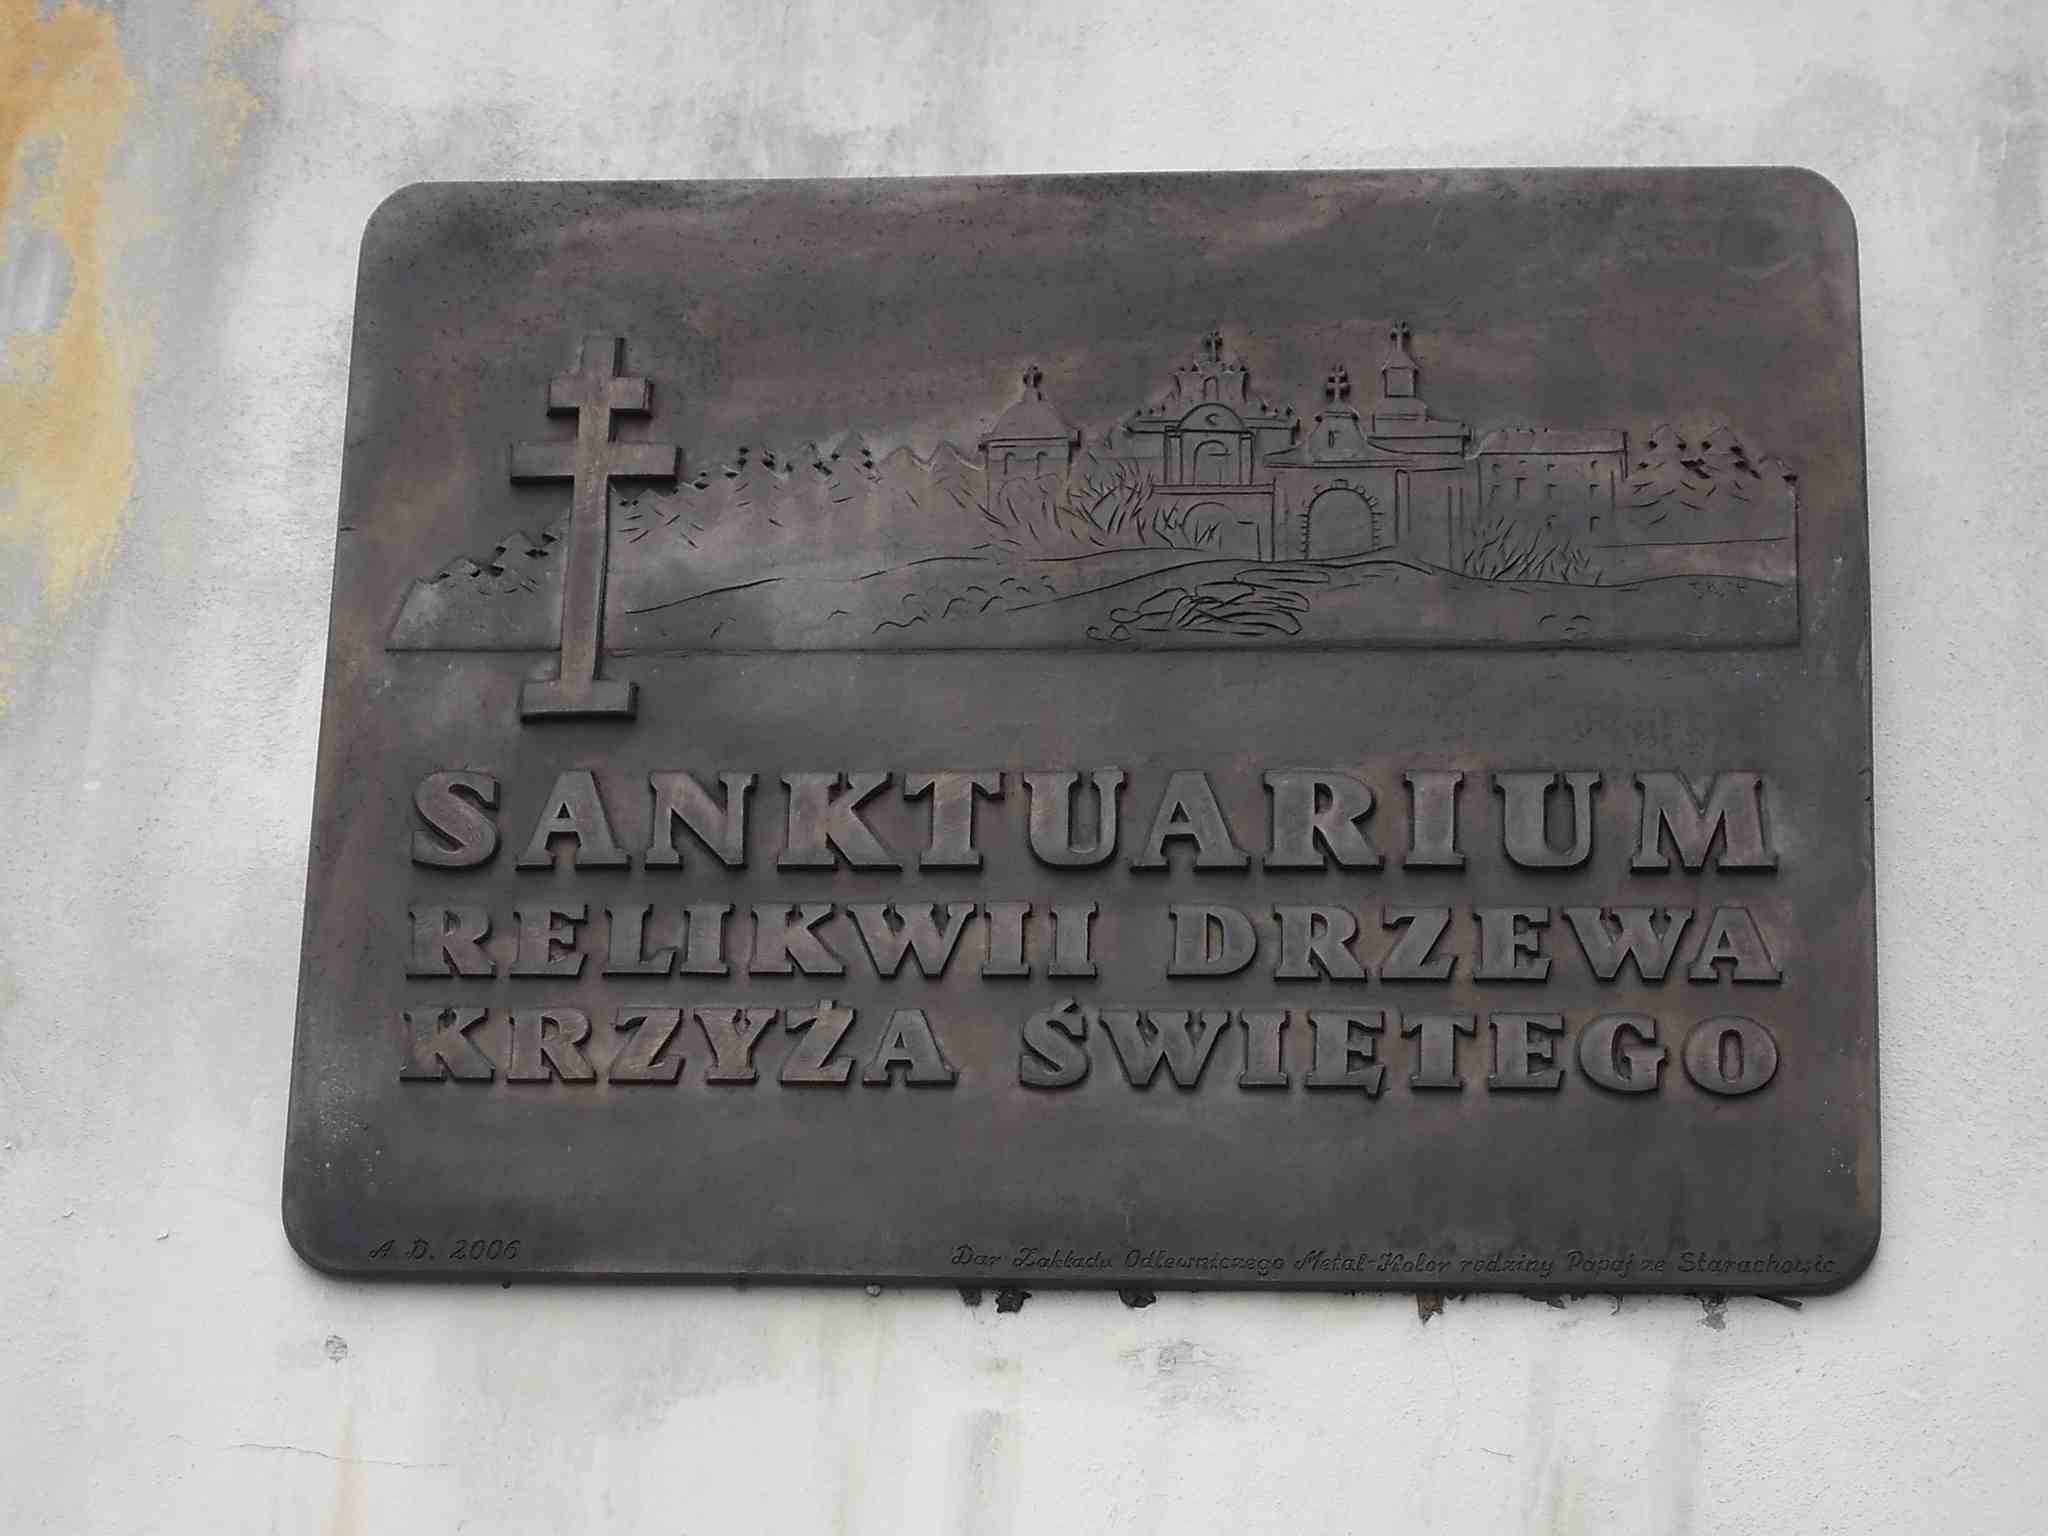 SANKTUARIUM
RELIKWII DRZEWA
KRZYŻA ŚWIĘTEGO
A. D. 2006
Dar Zakładu Odlewniczego Metal-Kolor rodziny Papaj ze Starachowic